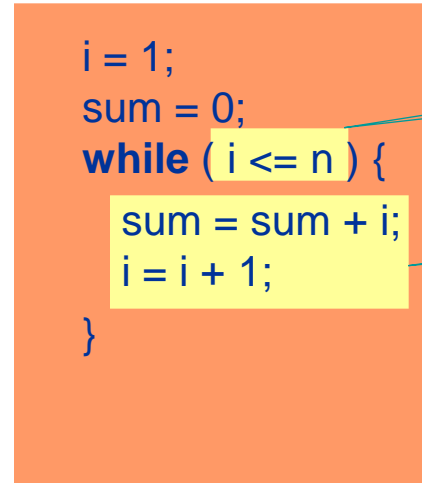 i = 1;
sum = 0;
while ( i <= n ) {
sum = sum + i;
i = i + 1;
}